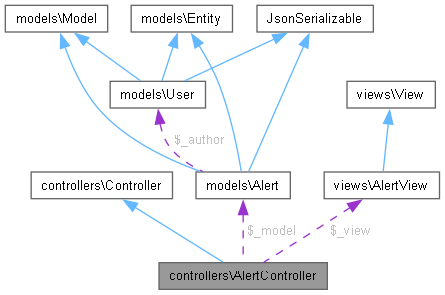 models\Model
models\Entity
JsonSerializable
models\User
views\View
$_author
controllers\Controller
models\Alert
views\AlertView
$_model
$_view
controllers\AlertController